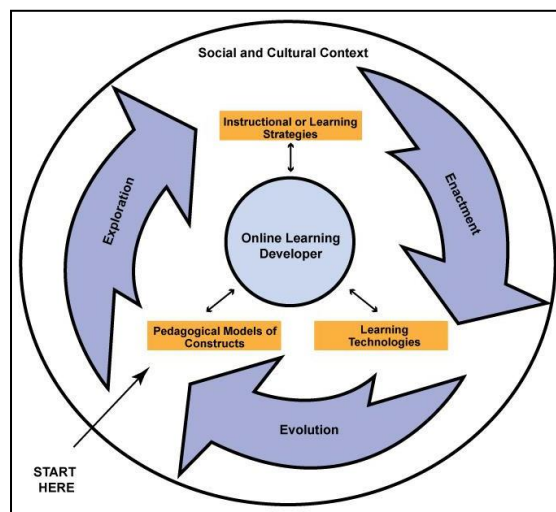 Social and Cultural Context
Instructional or Learning
Strategies
Exploration
Enactment
Online Learning
Developer
Pedagogical Models of
Constructs
Learning
Technologies
Evolution
START
HERE